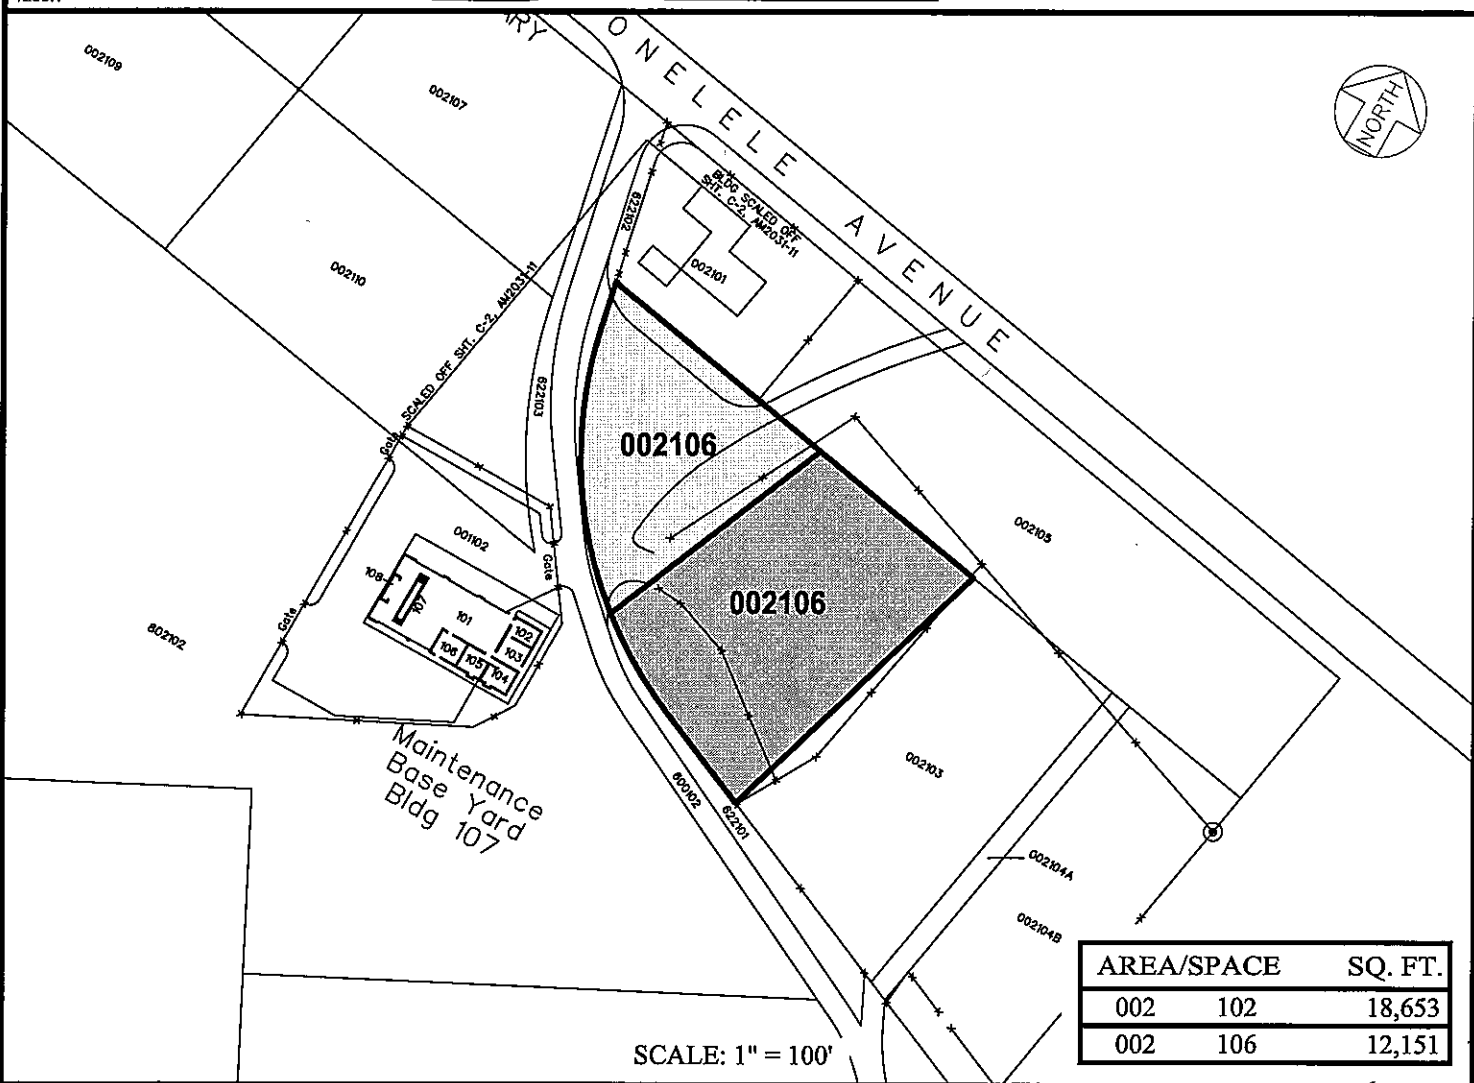 ARY
ONELELE AVENUE
NORTH
002109
002107
002110
622102
BLDG SCALED OFF
SHT. C-2, AM2031-11
002101
SCALED OFF SHT. C-2, AM2031-11
622103
Gate
002106
002105
001102
Gate
108
107
101
102
103
104
105
106
002106
Gate
802102
Maintenance
Base Yard
Bldg 107
600102
622101
002103
002104A
002104B
AREA/SPACE SQ. FT.
002 102 18,653
002 106 12,151
SCALE: 1" = 100'